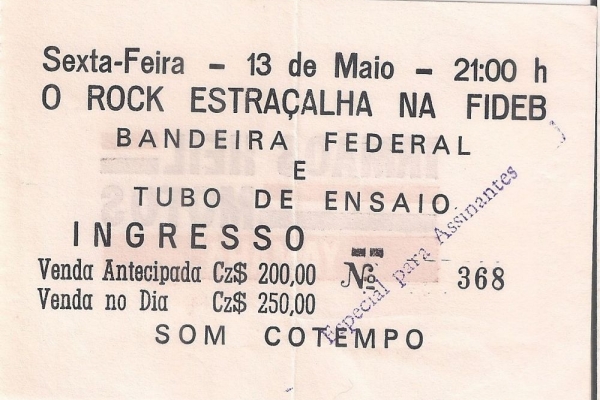 Sexta-Feira - 13 de Maio - 21:00 h
O ROCK ESTRAÇALHA NA FIDEB
BANDEIRA FEDERAL
E
TUBO DE ENSAIO
INGRESSO
Venda Antecipada Cz$ 200,00 Nº 368
Venda no Dia Cz$ 250,00
Especial para Assinantes
SOM COTEMPO